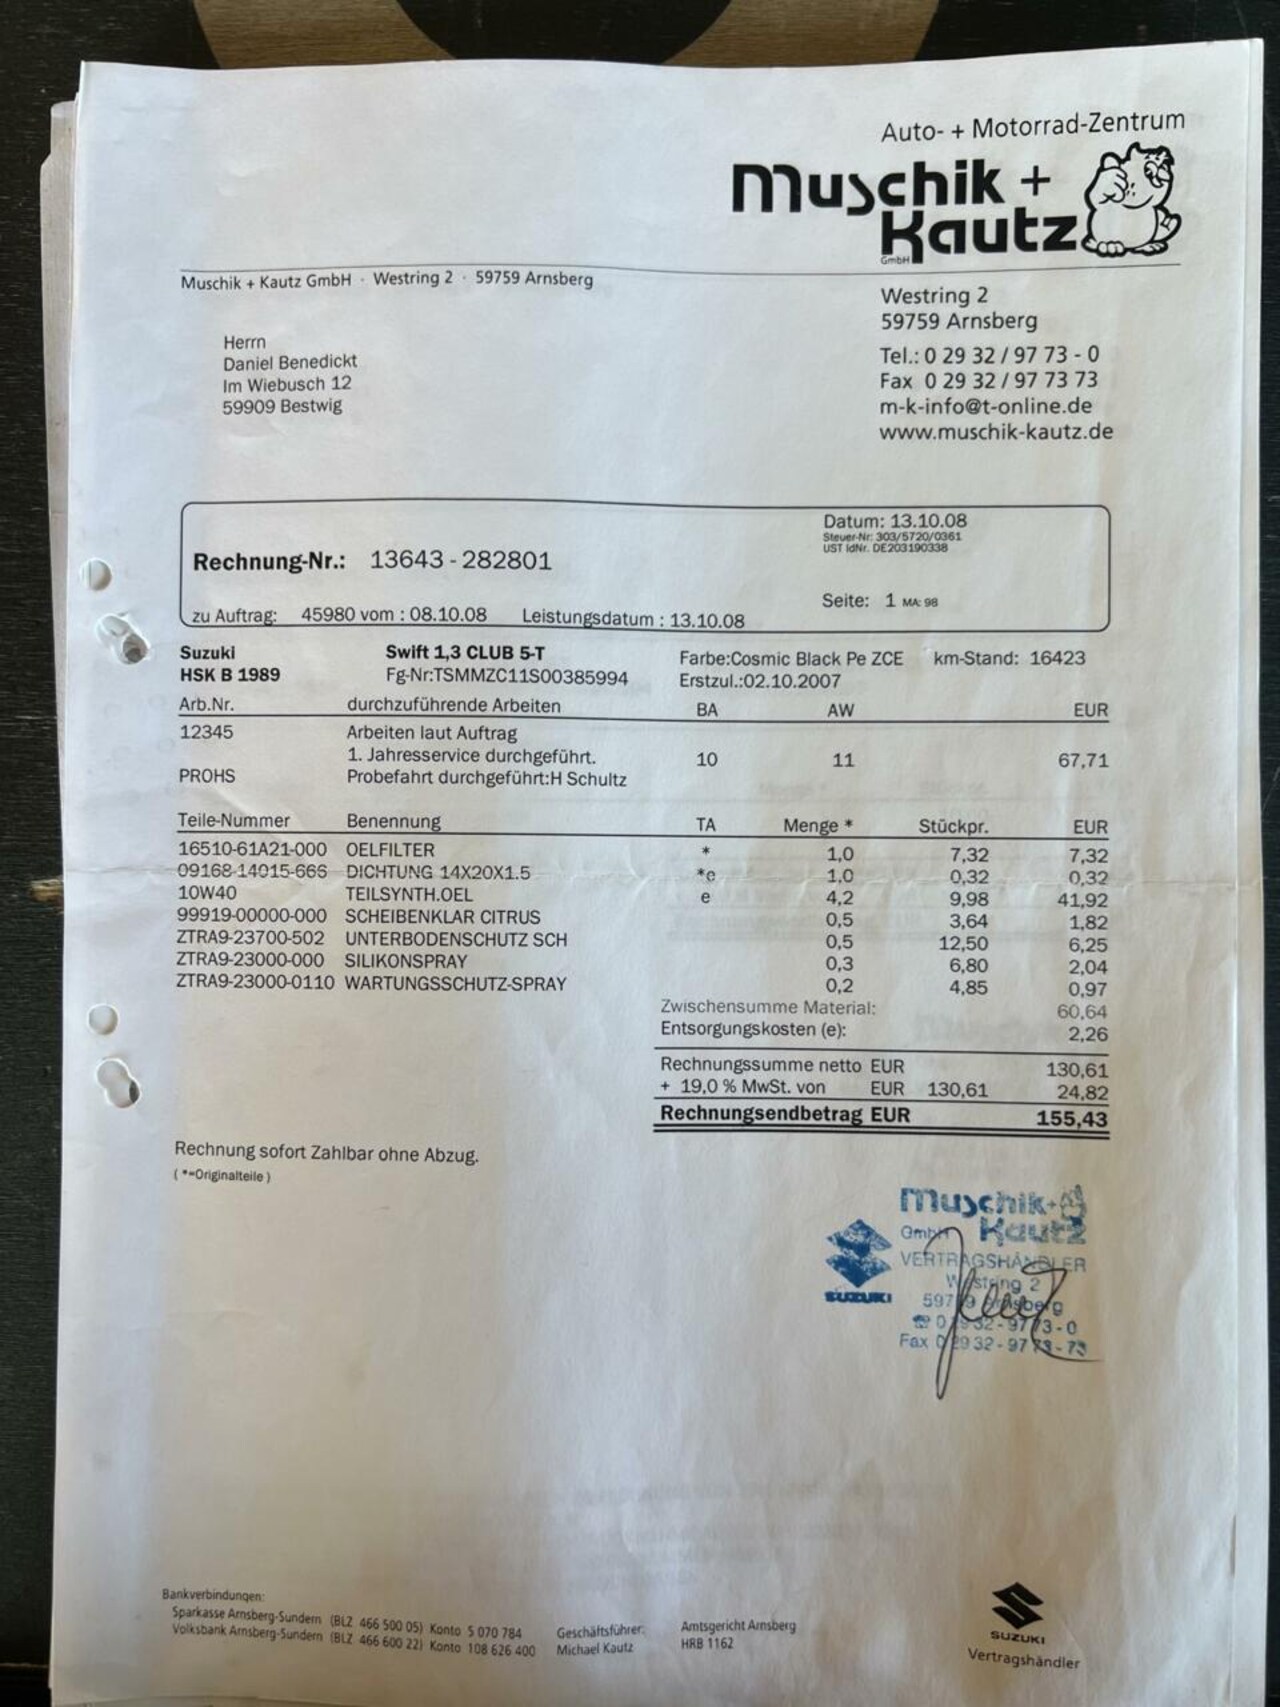 Auto- + Motorrad-Zentrum
Muschik +
Kautz
GmbH
Muschik + Kautz GmbH · Westring 2 · 59759 Arnsberg
Westring 2
59759 Arnsberg
Tel.: 0 29 32 / 97 73 - 0
Fax 0 29 32 / 97 73 73
m-k-info@t-online.de
www.muschik-kautz.de
Herrn
Daniel Benedickt
Im Wiebusch 12
59909 Bestwig
Datum: 13.10.08
Steuer-Nr: 303/5720/0361
UST IdNr. DE203190338
Rechnung-Nr.: 13643 - 282801
Seite: 1 MA: 98
zu Auftrag: 45980 vom : 08.10.08 Leistungsdatum : 13.10.08
Suzuki Swift 1,3 CLUB 5-T Farbe:Cosmic Black Pe ZCE km-Stand: 16423
HSK B 1989 Fg-Nr:TSMMZC11S00385994 Erstzul.:02.10.2007
Arb.Nr. durchzuführende Arbeiten BA AW EUR
12345 Arbeiten laut Auftrag
1. Jahresservice durchgeführt. 10 11 67,71
PROHS Probefahrt durchgeführt:H Schultz
Teile-Nummer Benennung TA Menge * Stückpr. EUR
16510-61A21-000 OELFILTER * 1,0 7,32 7,32
09168-14015-666 DICHTUNG 14X20X1.5 *e 1,0 0,32 0,32
10W40 TEILSYNTH.OEL e 4,2 9,98 41,92
99919-00000-000 SCHEIBENKLAR CITRUS 0,5 3,64 1,82
ZTRA9-23700-502 UNTERBODENSCHUTZ SCH 0,5 12,50 6,25
ZTRA9-23000-000 SILIKONSPRAY 0,3 6,80 2,04
ZTRA9-23000-0110 WARTUNGSSCHUTZ-SPRAY 0,2 4,85 0,97
Zwischensumme Material: 60,64
Entsorgungskosten (e): 2,26
Rechnungssumme netto EUR 130,61
+ 19,0 % MwSt. von EUR 130,61 24,82
Rechnungsendbetrag EUR 155,43
Rechnung sofort Zahlbar ohne Abzug.
( *=Originalteile )
Muschik+
Kautz
GmbH
VERTRAGSHÄNDLER
Westring 2
SUZUKI
59759 Arnsberg
☎ 0 29 32 - 97 73 - 0
Fax 0 29 32 - 97 73 - 73
Bankverbindungen:
Sparkasse Arnsberg-Sundern (BLZ 466 500 05) Konto 5 070 784
Volksbank Arnsberg-Sundern (BLZ 466 600 22) Konto 108 626 400
Geschäftsführer:
Michael Kautz
Amtsgericht Arnsberg
HRB 1162
SUZUKI
Vertragshändler